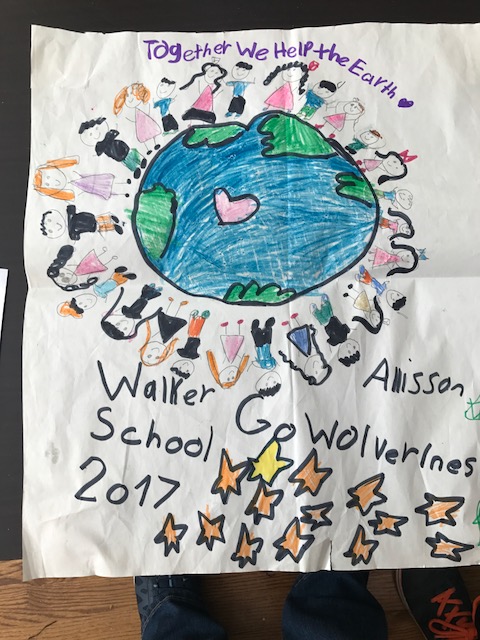 Together We Help the Earth
Walker
Allisson
School Go Wolverines
2017